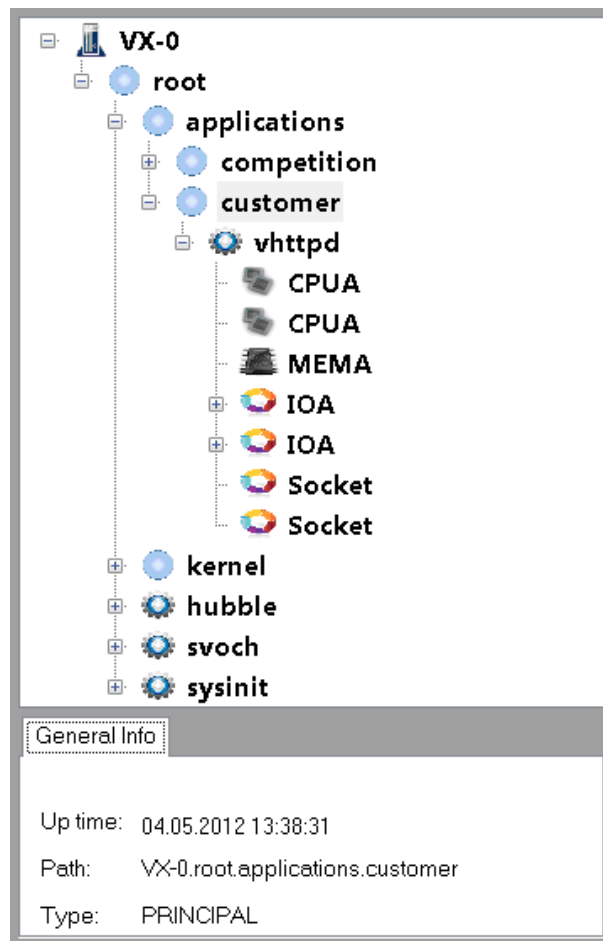 VX-0
root
applications
competition
customer
vhttpd
CPUA
CPUA
MEMA
IOA
IOA
Socket
Socket
kernel
hubble
svoch
sysinit
General Info
Up time: 04.05.2012 13:38:31
Path: VX-0.root.applications.customer
Type: PRINCIPAL